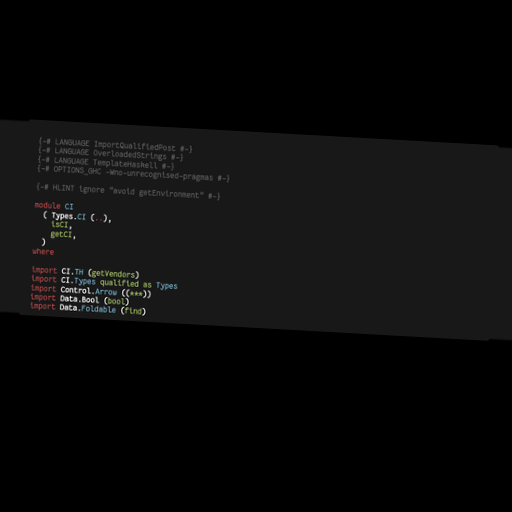 {-# LANGUAGE ImportQualifiedPost #-}
{-# LANGUAGE OverloadedStrings #-}
{-# LANGUAGE TemplateHaskell #-}
{-# OPTIONS_GHC -Wno-unrecognised-pragmas #-}
{-# HLINT ignore "avoid getEnvironment" #-}
module CI
( Types.CI (..),
isCI,
getCI,
)
where
import CI.TH (getVendors)
import CI.Types qualified as Types
import Control.Arrow ((***))
import Data.Bool (bool)
import Data.Foldable (find)